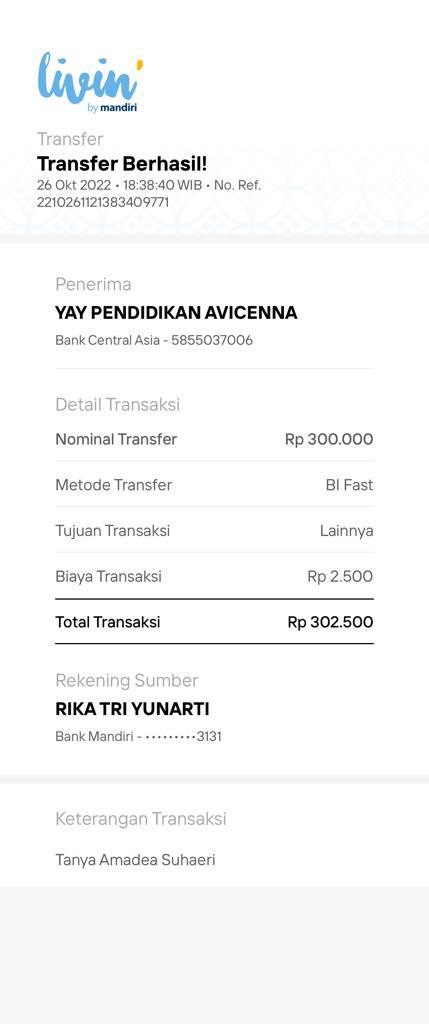 livin'
by mandiri
Transfer
Transfer Berhasil!
26 Okt 2022 • 18:38:40 WIB • No. Ref.
2210261121383409771
Penerima
YAY PENDIDIKAN AVICENNA
Bank Central Asia - 5855037006
Detail Transaksi
Nominal Transfer Rp 300.000
Metode Transfer BI Fast
Tujuan Transaksi Lainnya
Biaya Transaksi Rp 2.500
Total Transaksi Rp 302.500
Rekening Sumber
RIKA TRI YUNARTI
Bank Mandiri - •••••••••3131
Keterangan Transaksi
Tanya Amadea Suhaeri